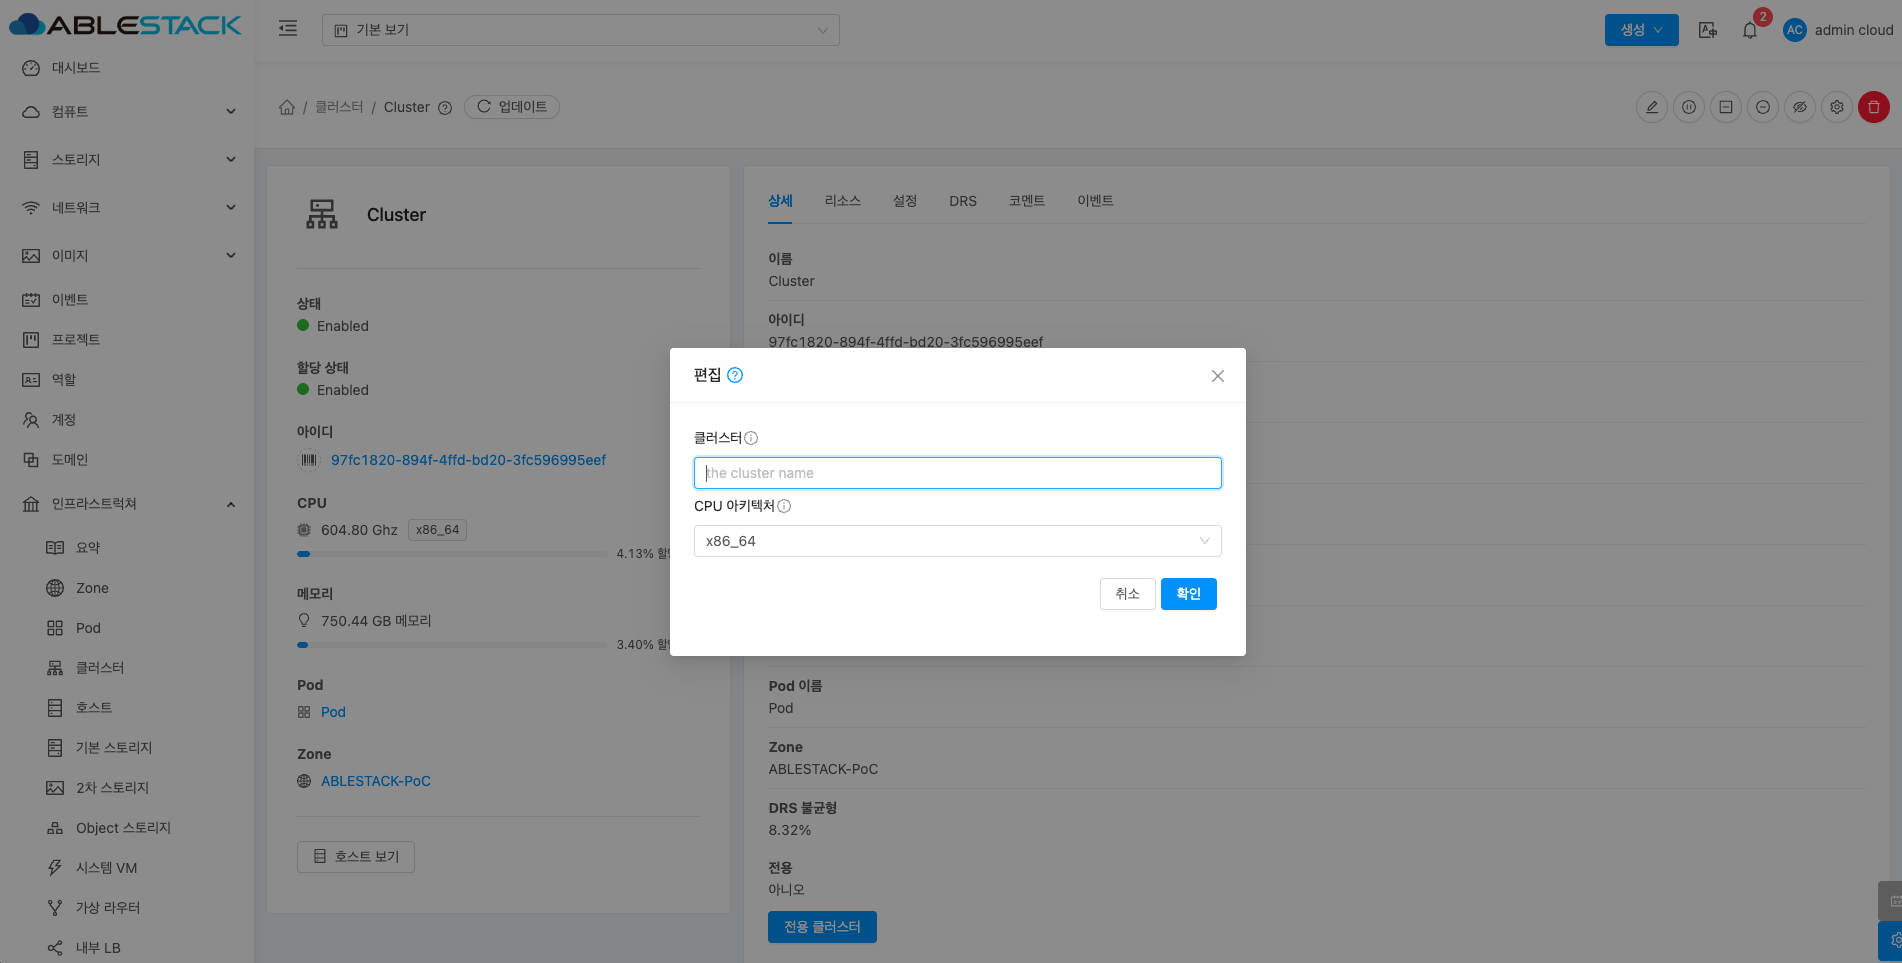 ABLESTACK
기본 보기
생성
2
AC
admin cloud
대시보드
컴퓨트
스토리지
네트워크
이미지
이벤트
프로젝트
역할
계정
도메인
인프라스트럭쳐
요약
Zone
Pod
클러스터
호스트
기본 스토리지
2차 스토리지
Object 스토리지
시스템 VM
가상 라우터
내부 LB
/ 클러스터 / Cluster
업데이트
Cluster
상태
Enabled
할당 상태
Enabled
아이디
97fc1820-894f-4ffd-bd20-3fc596995eef
CPU
604.80 Ghz
x86_64
4.13%
메모리
750.44 GB 메모리
3.40%
Pod
Pod
Zone
ABLESTACK-PoC
호스트 보기
상세
리소스
설정
DRS
코멘트
이벤트
이름
Cluster
아이디
97fc1820-894f-4ffd-bd20-3fc596995eef
편집
클러스터
the cluster name
CPU 아키텍처
x86_64
취소
확인
Pod 이름
Pod
Zone
ABLESTACK-PoC
DRS 불균형
8.32%
전용
아니오
전용 클러스터